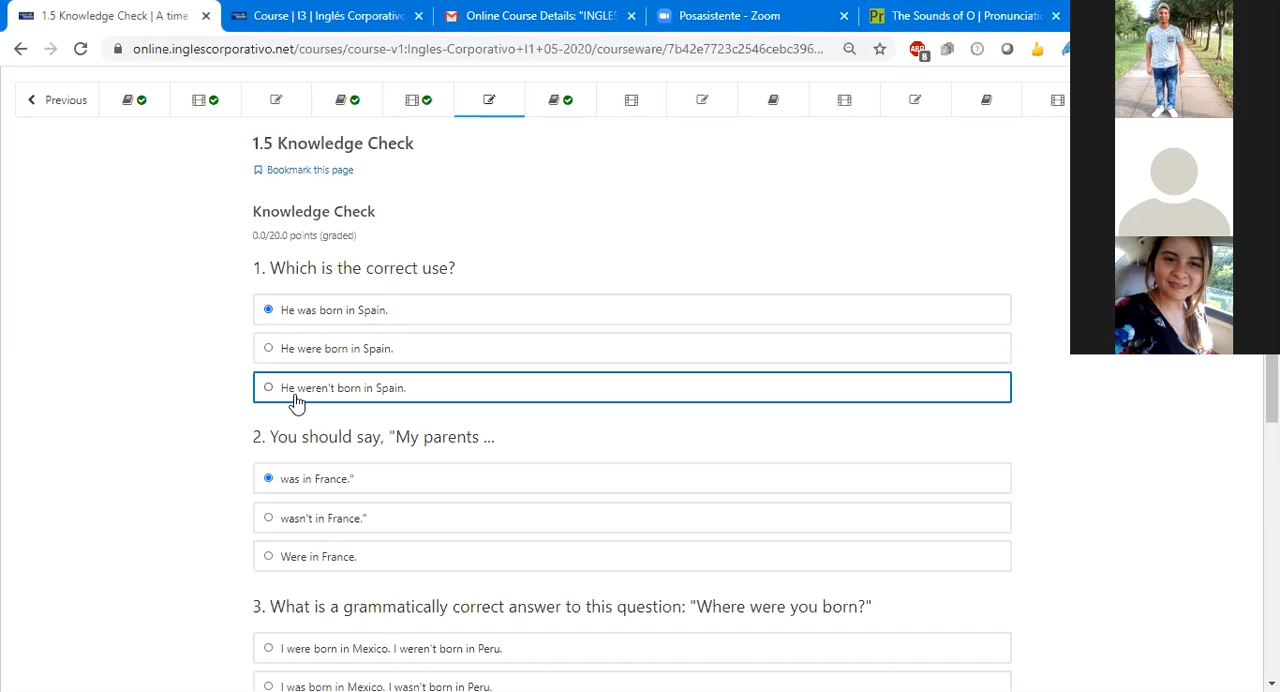 1.5 Knowledge Check | A time
Course | I3 | Inglés Corporativo
Online Course Details: "INGLES
Posasistente - Zoom
Pr The Sounds of O | Pronunciati
online.inglescorporativo.net/courses/course-v1:Ingles-Corporativo+I1+05-2020/courseware/7b42e7723c2546cebc396...
ABP 8
Previous
1.5 Knowledge Check
Bookmark this page
Knowledge Check
0.0/20.0 points (graded)
1. Which is the correct use?
He was born in Spain.
He were born in Spain.
He weren't born in Spain.
2. You should say, "My parents ...
was in France."
wasn't in France."
Were in France.
3. What is a grammatically correct answer to this question: "Where were you born?"
I were born in Mexico. I weren't born in Peru.
I was born in Mexico. I wasn't born in Peru.